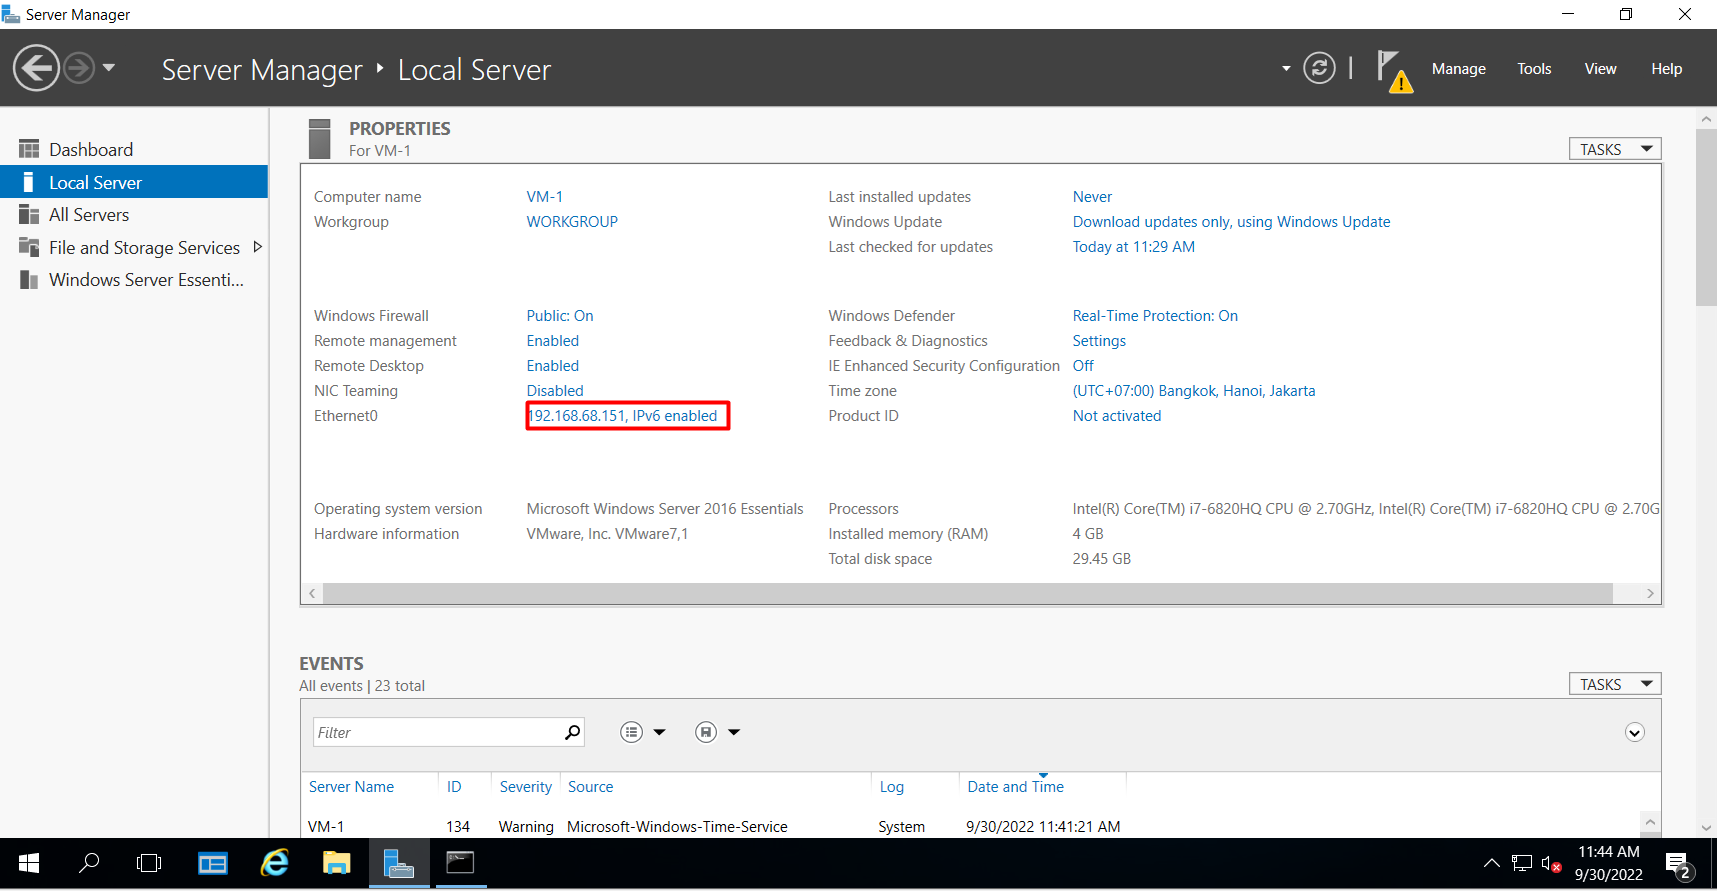 Server Manager
Server Manager ‣ Local Server
Manage Tools View Help
Dashboard
Local Server
All Servers
File and Storage Services
Windows Server Essenti...
PROPERTIES
For VM-1
TASKS
Computer name VM-1 Last installed updates Never
Workgroup WORKGROUP Windows Update Download updates only, using Windows Update
Last checked for updates Today at 11:29 AM
Windows Firewall Public: On Windows Defender Real-Time Protection: On
Remote management Enabled Feedback & Diagnostics Settings
Remote Desktop Enabled IE Enhanced Security Configuration Off
NIC Teaming Disabled Time zone (UTC+07:00) Bangkok, Hanoi, Jakarta
Ethernet0 192.168.68.151, IPv6 enabled Product ID Not activated
Operating system version Microsoft Windows Server 2016 Essentials Processors Intel(R) Core(TM) i7-6820HQ CPU @ 2.70GHz, Intel(R) Core(TM) i7-6820HQ CPU @ 2.70G
Hardware information VMware, Inc. VMware7,1 Installed memory (RAM) 4 GB
Total disk space 29.45 GB
EVENTS
All events | 23 total
TASKS
Filter
Server Name ID Severity Source Log Date and Time
VM-1 134 Warning Microsoft-Windows-Time-Service System 9/30/2022 11:41:21 AM
11:44 AM
9/30/2022
2